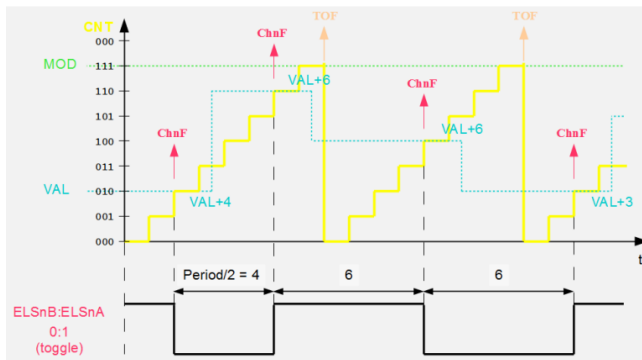 TOF TOF
CNT
ChnF
000
MOD 111
VAL+6
110
ChnF
101
ChnF VAL+6 ChnF
100
011
VAL 010
VAL+4 VAL+3
001
000
t
Period/2 = 4 6 6
ELSnB:ELSnA
0:1
(toggle)